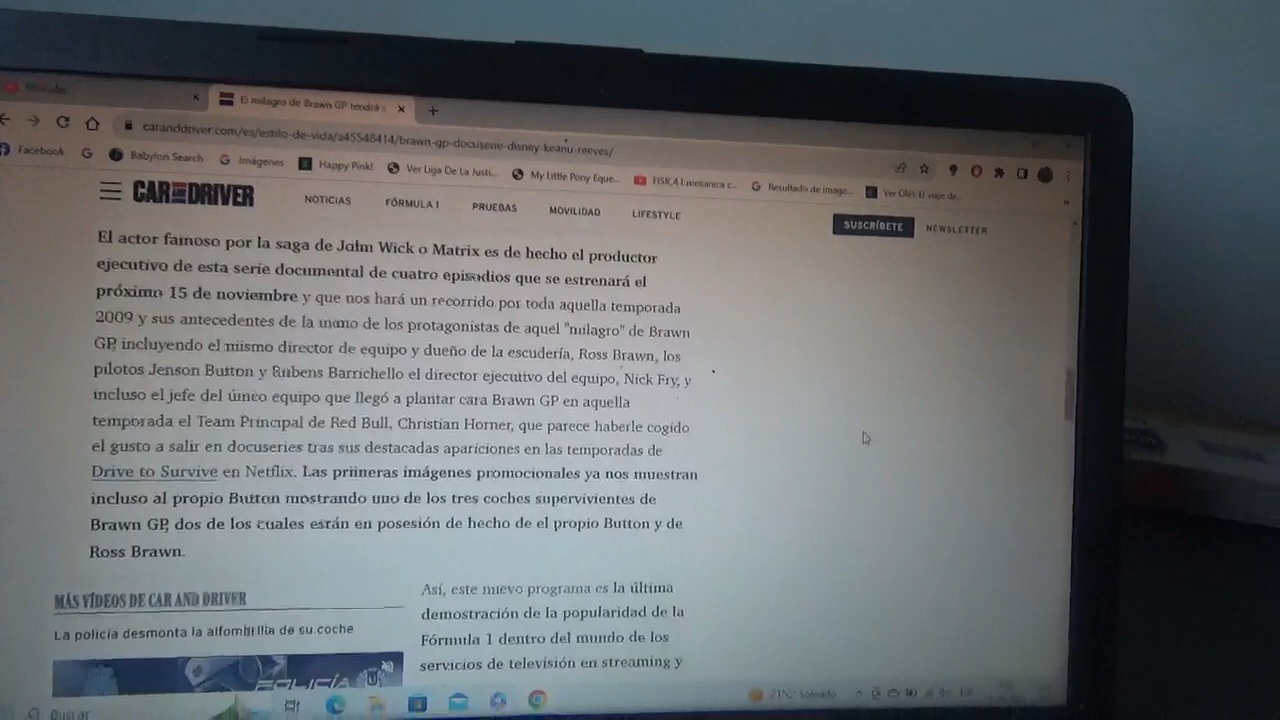 El milagro de Brawn GP tendrá s
caranddriver.com/es/estilo-de-vida/a45548414/brawn-gp-docuserie-disney-keanu-reeves/
Facebook
Babylon Search
Imágenes
Happy Pink!
Ver Liga De La Justi...
My Little Pony Eque...
FISICA
Resultado de image...
Ver Olé: El viaje de...
CAR AND DRIVER
NOTICIAS
FÓRMULA 1
PRUEBAS
MOVILIDAD
LIFESTYLE
SUSCRÍBETE
NEWSLETTER
El actor famoso por la saga de John Wick o Matrix es de hecho el productor
ejecutivo de esta serie documental de cuatro episodios que se estrenará el
próximo 15 de noviembre y que nos hará un recorrido por toda aquella temporada
2009 y sus antecedentes de la mano de los protagonistas de aquel "milagro" de Brawn
GP, incluyendo el mismo director de equipo y dueño de la escudería, Ross Brawn, los
pilotos Jenson Button y Rubens Barrichello el director ejecutivo del equipo, Nick Fry, y
incluso el jefe del único equipo que llegó a plantar cara Brawn GP en aquella
temporada el Team Principal de Red Bull, Christian Horner, que parece haberle cogido
el gusto a salir en docuseries tras sus destacadas apariciones en las temporadas de
Drive to Survive en Netflix. Las primeras imágenes promocionales ya nos muestran
incluso al propio Button mostrando uno de los tres coches supervivientes de
Brawn GP, dos de los cuales están en posesión de hecho de el propio Button y de
Ross Brawn.
MÁS VÍDEOS DE CAR AND DRIVER
La policía desmonta la alfombrilla de su coche
POLICÍA
Así, este nuevo programa es la última
demostración de la popularidad de la
Fórmula 1 dentro del mundo de los
servicios de televisión en streaming y
Buscar
21°C Soleado